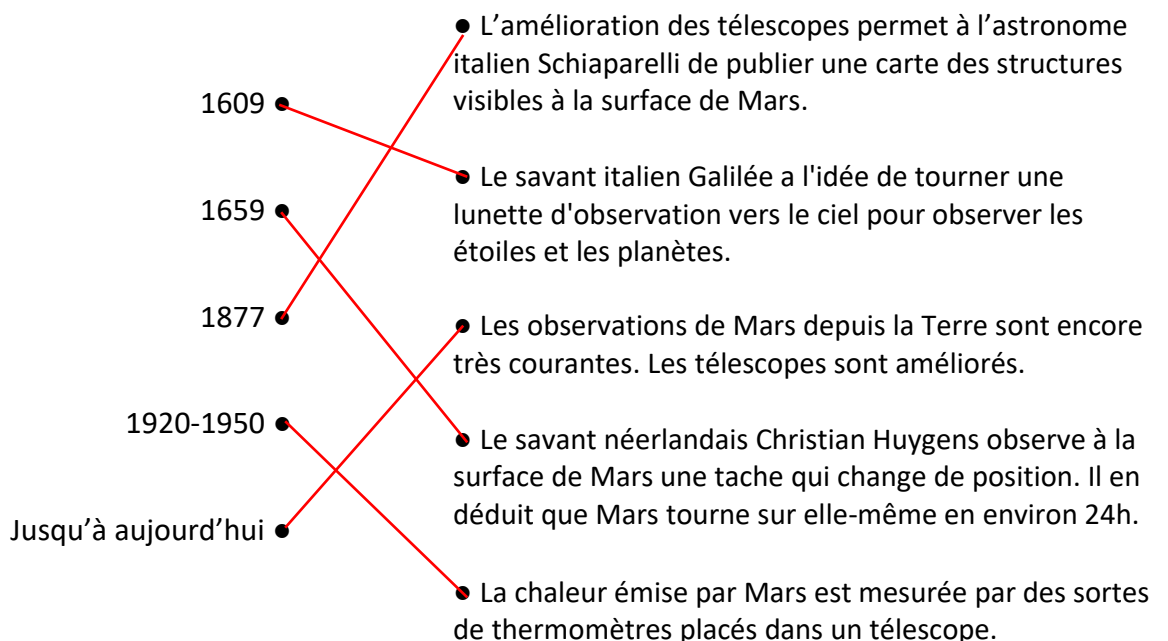 ● L’amélioration des télescopes permet à l’astronome
italien Schiaparelli de publier une carte des structures
visibles à la surface de Mars.
1609 ●
● Le savant italien Galilée a l'idée de tourner une
lunette d'observation vers le ciel pour observer les
étoiles et les planètes.
1659 ●
1877 ●
● Les observations de Mars depuis la Terre sont encore
très courantes. Les télescopes sont améliorés.
1920-1950 ●
● Le savant néerlandais Christian Huygens observe à la
surface de Mars une tache qui change de position. Il en
déduit que Mars tourne sur elle-même en environ 24h.
Jusqu’à aujourd’hui ●
● La chaleur émise par Mars est mesurée par des sortes
de thermomètres placés dans un télescope.